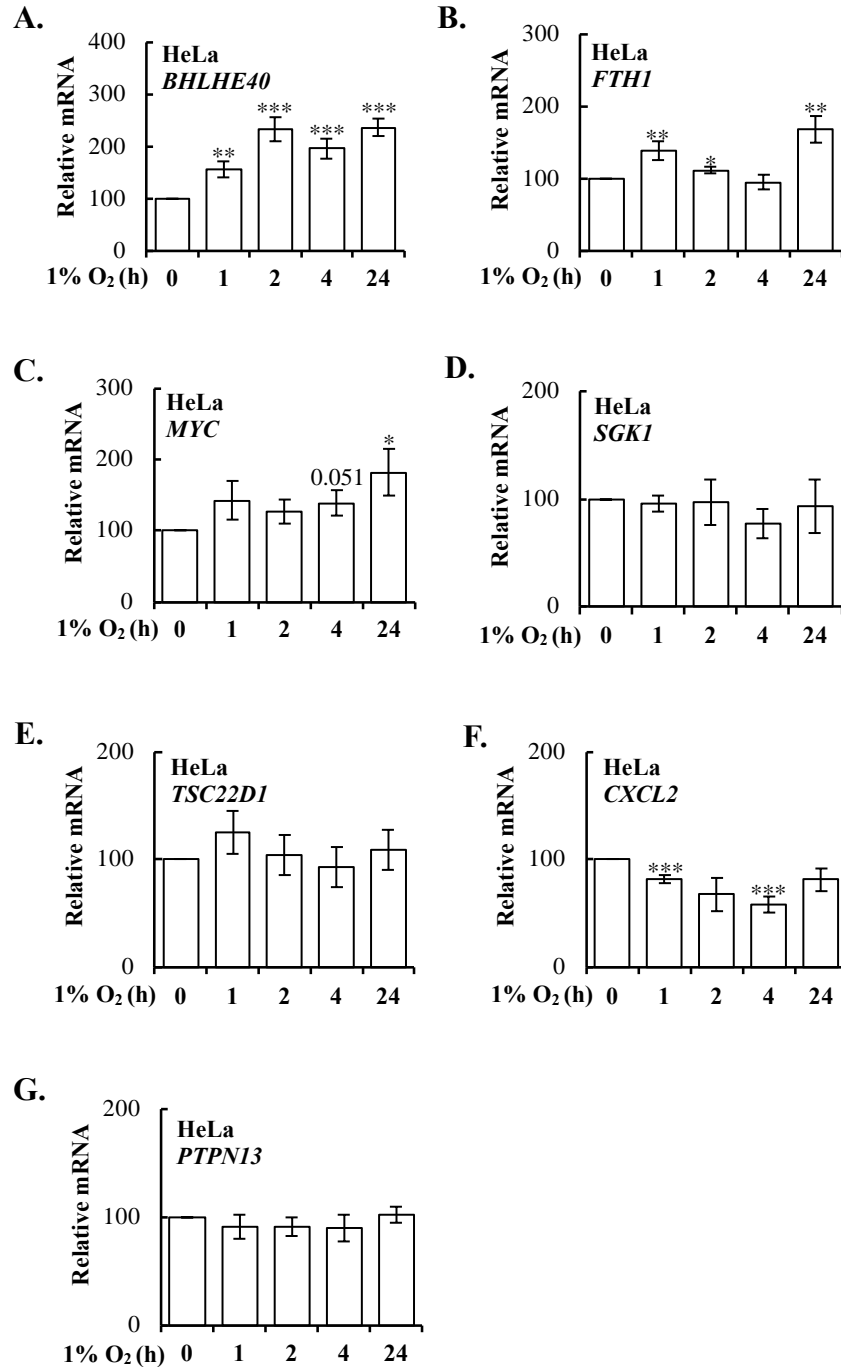 A.
HeLa
BHLHE40
Relative mRNA
400
300
200
100
0
** *** *** ***
1% O₂ (h) 0 1 2 4 24
B.
HeLa
FTH1
Relative mRNA
300
200
100
0
** * **
1% O₂ (h) 0 1 2 4 24
C.
HeLa
MYC
Relative mRNA
300
200
100
0
0.051 *
1% O₂ (h) 0 1 2 4 24
D.
HeLa
SGK1
Relative mRNA
200
100
0
1% O₂ (h) 0 1 2 4 24
E.
HeLa
TSC22D1
Relative mRNA
200
100
0
1% O₂ (h) 0 1 2 4 24
F.
HeLa
CXCL2
Relative mRNA
200
100
0
*** ***
1% O₂ (h) 0 1 2 4 24
G.
HeLa
PTPN13
Relative mRNA
200
100
0
1% O₂ (h) 0 1 2 4 24